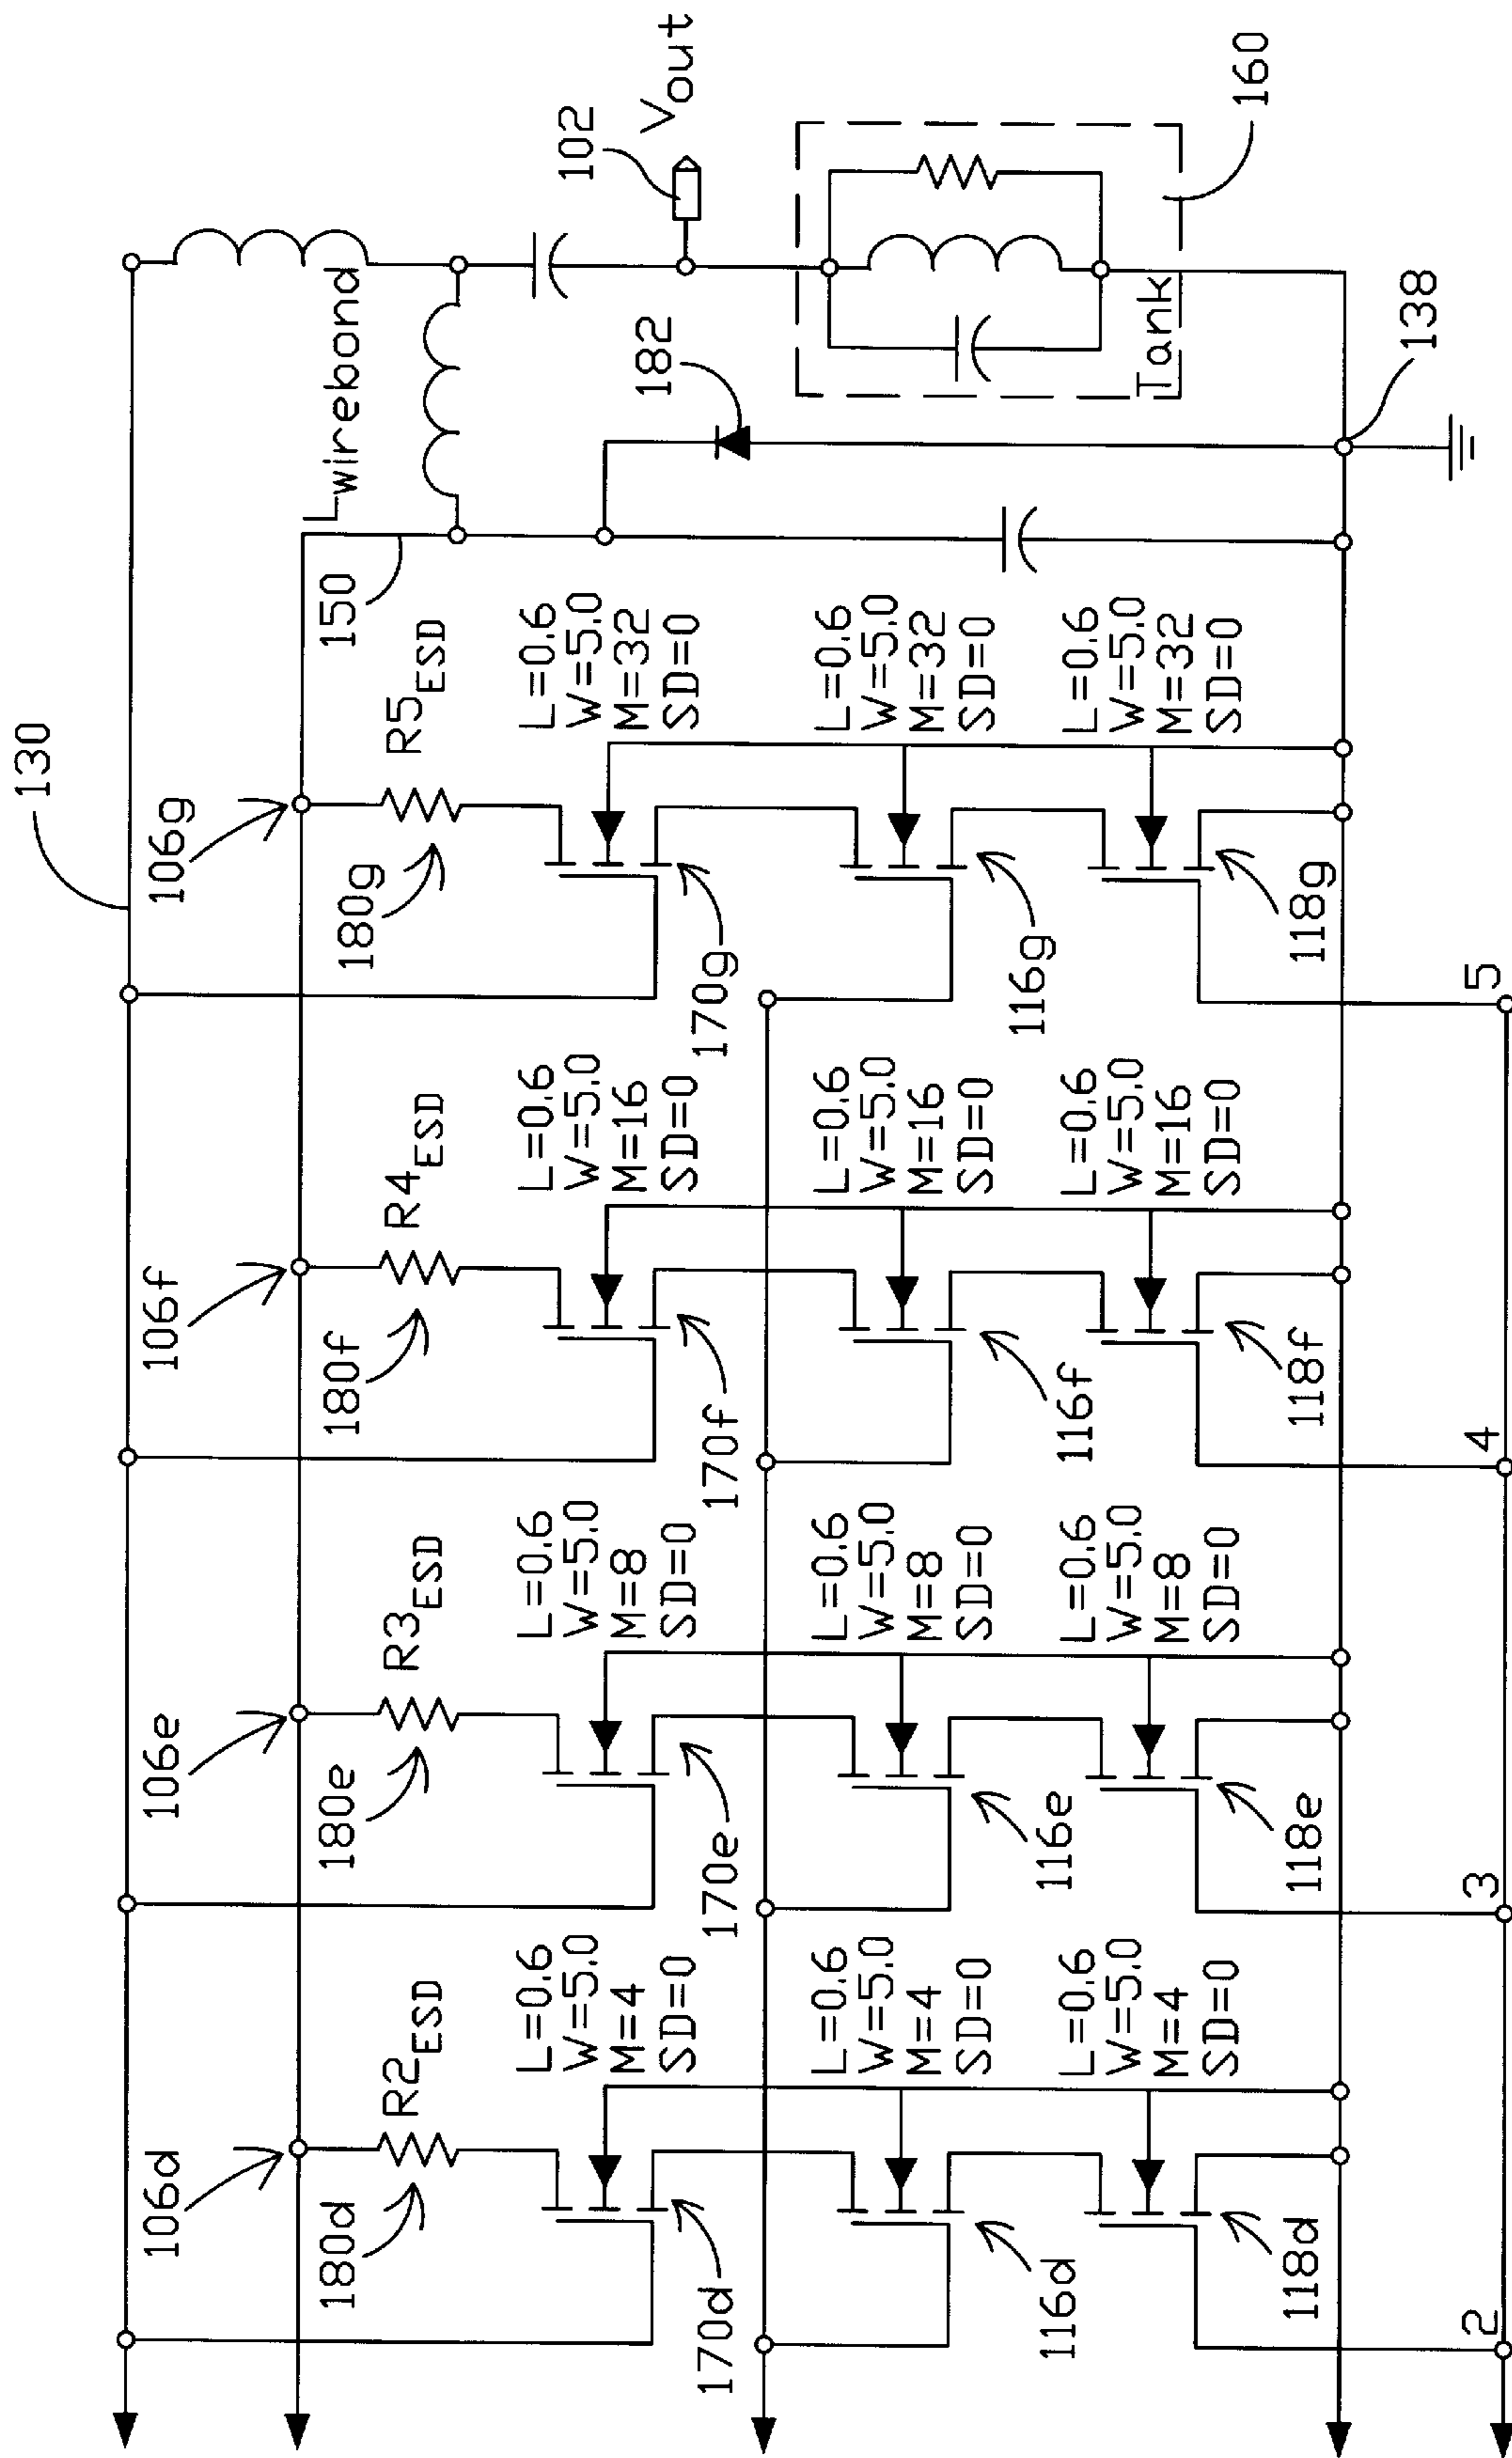 130
106d
106e
106f
106g
180d
R2ESD
180e
R3ESD
180f
R4ESD
180g
R5ESD
150
Lwirebond
L=0.6
W=5.0
M=4
SD=0
L=0.6
W=5.0
M=8
SD=0
L=0.6
W=5.0
M=16
SD=0
L=0.6
W=5.0
M=32
SD=0
170d
170e
170f
170g
182
102
Vout
L=0.6
W=5.0
M=4
SD=0
L=0.6
W=5.0
M=8
SD=0
L=0.6
W=5.0
M=16
SD=0
L=0.6
W=5.0
M=32
SD=0
116d
116e
116f
116g
L=0.6
W=5.0
M=4
SD=0
L=0.6
W=5.0
M=8
SD=0
L=0.6
W=5.0
M=16
SD=0
L=0.6
W=5.0
M=32
SD=0
Tank
160
118d
118e
118f
118g
138
2
3
4
5